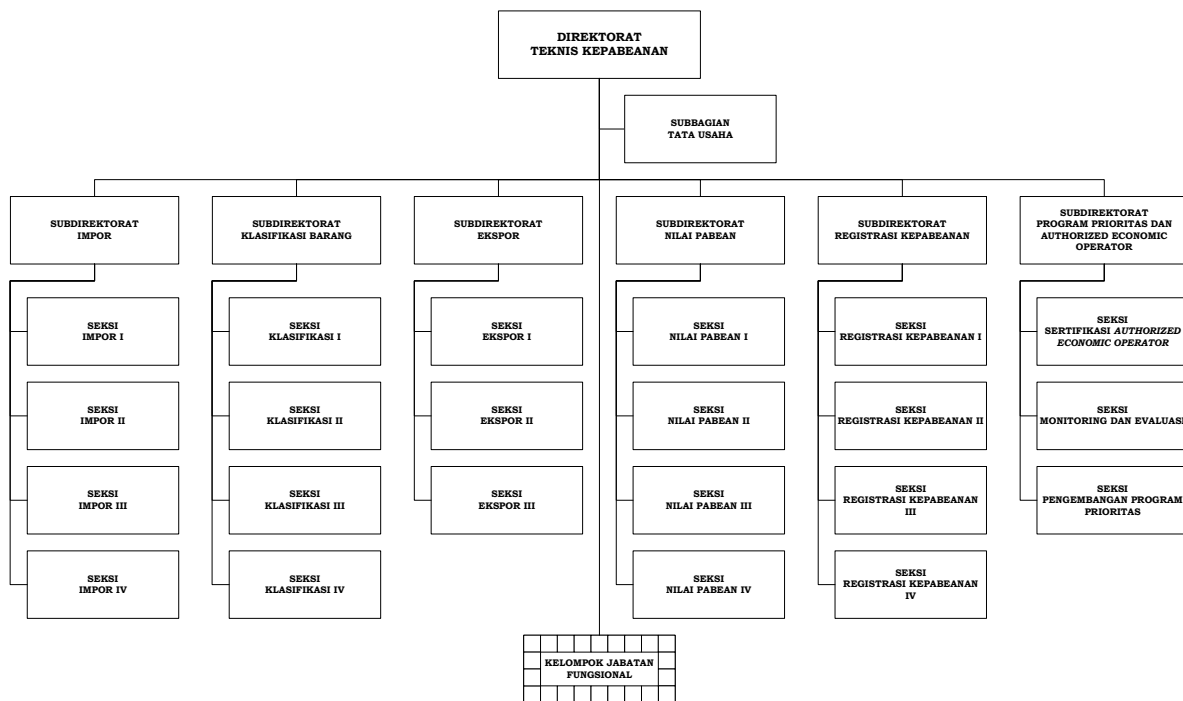 DIREKTORAT
TEKNIS KEPABEANAN
SUBBAGIAN
TATA USAHA
SUBDIREKTORAT
IMPOR
SUBDIREKTORAT
KLASIFIKASI BARANG
SUBDIREKTORAT
EKSPOR
SUBDIREKTORAT
NILAI PABEAN
SUBDIREKTORAT
REGISTRASI KEPABEANAN
SUBDIREKTORAT
PROGRAM PRIORITAS DAN
AUTHORIZED ECONOMIC
OPERATOR
SEKSI
IMPOR I
SEKSI
KLASIFIKASI I
SEKSI
EKSPOR I
SEKSI
NILAI PABEAN I
SEKSI
REGISTRASI KEPABEANAN I
SEKSI
SERTIFIKASI AUTHORIZED
ECONOMIC OPERATOR
SEKSI
IMPOR II
SEKSI
KLASIFIKASI II
SEKSI
EKSPOR II
SEKSI
NILAI PABEAN II
SEKSI
REGISTRASI KEPABEANAN II
SEKSI
MONITORING DAN EVALUASI
SEKSI
IMPOR III
SEKSI
KLASIFIKASI III
SEKSI
EKSPOR III
SEKSI
NILAI PABEAN III
SEKSI
REGISTRASI KEPABEANAN
III
SEKSI
PENGEMBANGAN PROGRAM
PRIORITAS
SEKSI
IMPOR IV
SEKSI
KLASIFIKASI IV
SEKSI
NILAI PABEAN IV
SEKSI
REGISTRASI KEPABEANAN
IV
KELOMPOK JABATAN
FUNGSIONAL